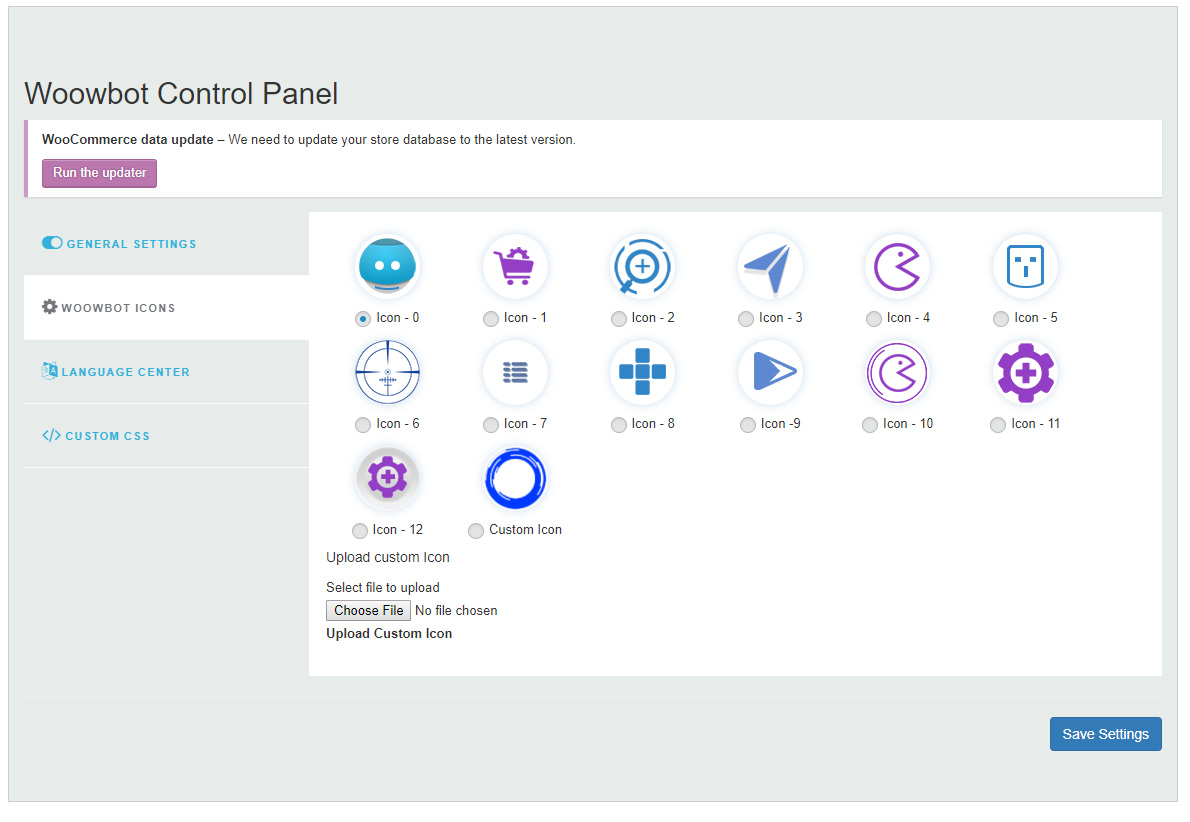 Woowbot Control Panel
WooCommerce data update – We need to update your store database to the latest version.
Run the updater
GENERAL SETTINGS
WOOWBOT ICONS
LANGUAGE CENTER
CUSTOM CSS
Icon - 0
Icon - 1
Icon - 2
Icon - 3
Icon - 4
Icon - 5
Icon - 6
Icon - 7
Icon - 8
Icon -9
Icon - 10
Icon - 11
Icon - 12
Custom Icon
Upload custom Icon
Select file to upload
Choose File No file chosen
Upload Custom Icon
Save Settings